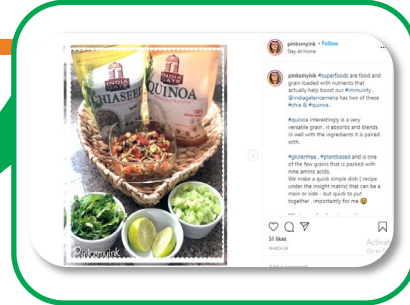 INDIA
GATE
CHIA SEEDS
INDIA
GATE
QUINOA
Pinksmyink
pinksmyink • Follow
Stay At Home
pinksmyink #superfoods are food and
grain loaded with nutrients that
actually help boost our #immunity .
@indiagatericemena has two of these
#chia & #quinoa .
#quinoa interestingly is a very
versatile grain , it absorbs and blends
in well with the ingredients it is paired
with.
#glutenfree , #plantbased and is one
of the few grains that is packed with
nine amino acids.
We make a quick simple dish ( recipe
under the insight matrix) that can be a
main or side - but quick to put
together . importantly for me
51 likes
MARCH 28
Activat